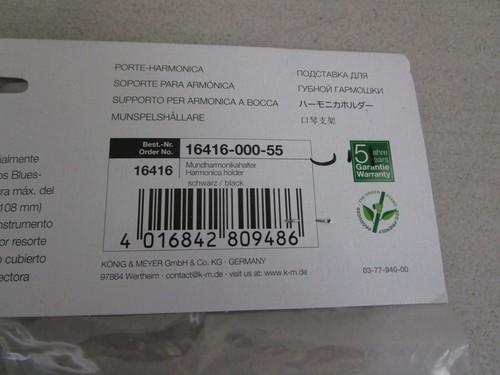 PORTE-HARMONICA
SOPORTE PARA ARMÓNICA
SUPPORTO PER ARMONICA A BOCCA
MUNSPELSHÅLLARE
ПОДСТАВКА ДЛЯ
ГУБНОЙ ГАРМОШКИ
ハーモニカホルダー
口琴支架
Best.-Nr.
Order No.
16416-000-55
16416
Mundharmonikahalter
Harmonica holder
schwarz / black
4 016842 809486
KÖNIG & MEYER GmbH & Co. KG · GERMANY
97864 Wertheim · contact@k-m.de · visit us at: www.k-m.de
5 Jahre
Years
Garantie
Warranty
03-77-940-00
os Blues-
ra máx. del
108 mm)
nstrumento
or resorte
o cubierto